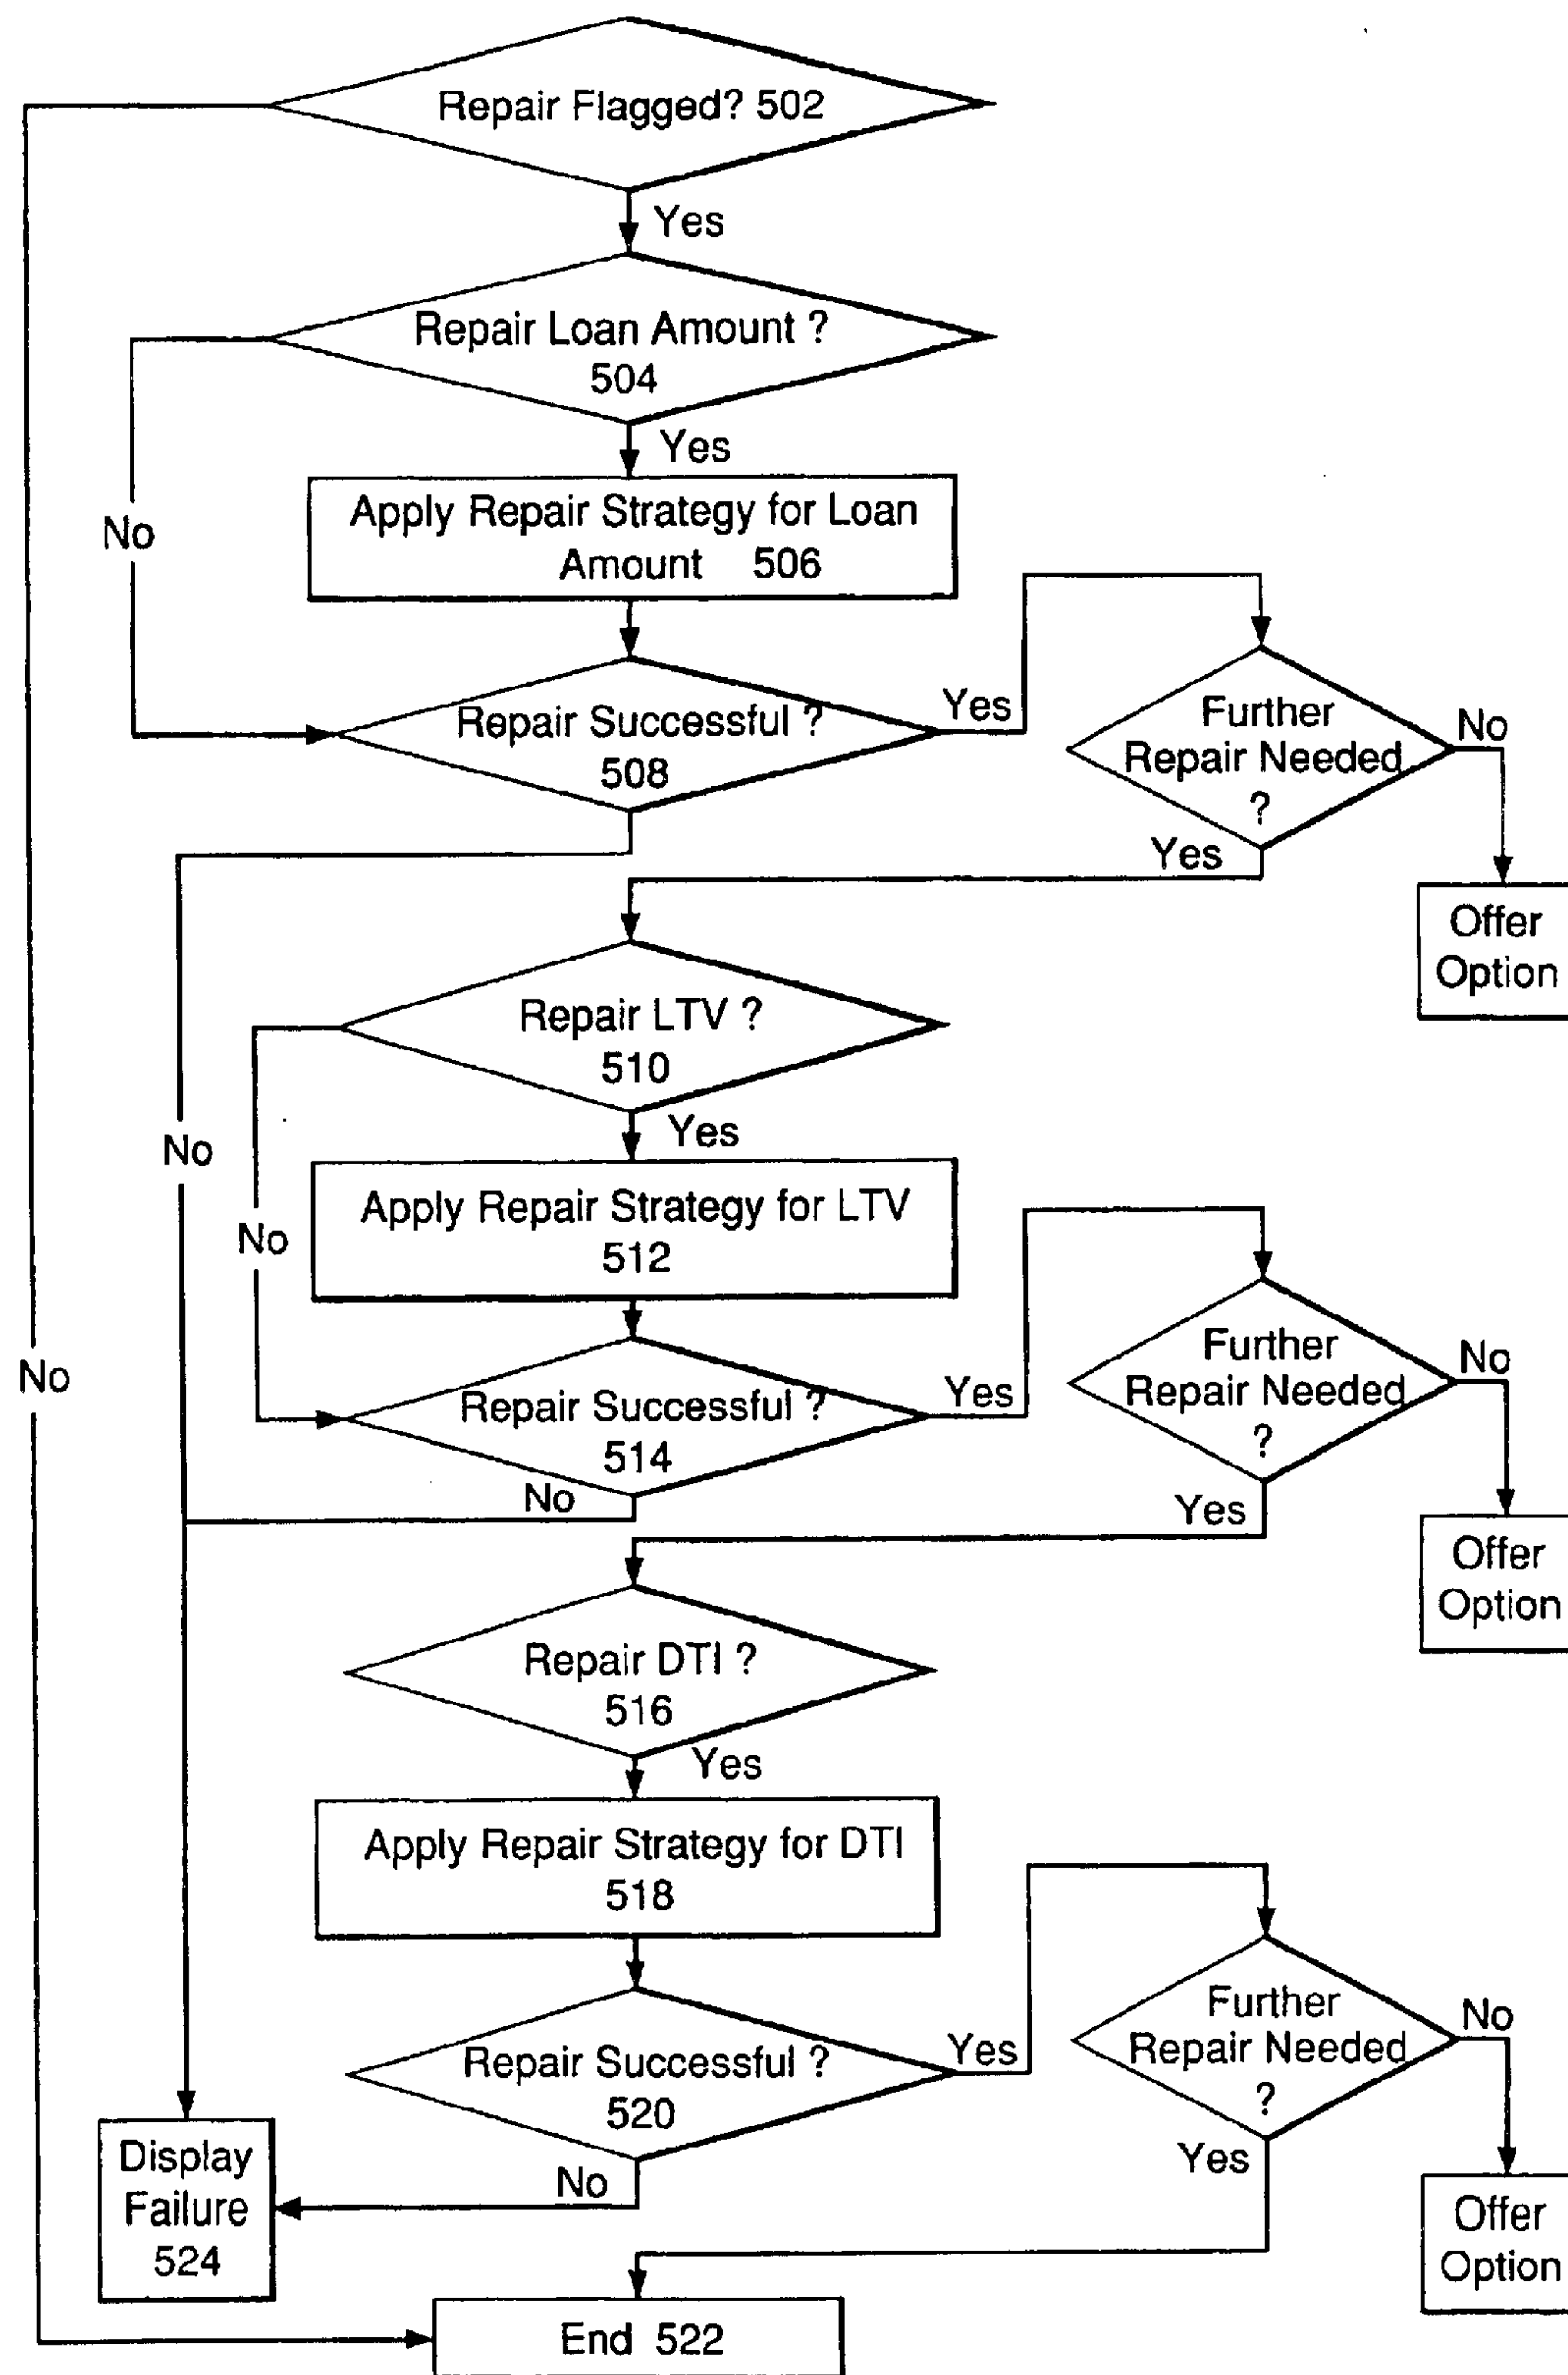 Repair Flagged? 502
Yes
Repair Loan Amount ?
504
Yes
Apply Repair Strategy for Loan
Amount 506
No
Repair Successful ?
508
Yes
Further
Repair Needed
?
No
Yes
Offer
Option
Repair LTV ?
510
Yes
No
Apply Repair Strategy for LTV
512
No
Repair Successful ?
514
Yes
Further
Repair Needed
?
No
No
No
Yes
Offer
Option
Repair DTI ?
516
Yes
Apply Repair Strategy for DTI
518
Repair Successful ?
520
Yes
Further
Repair Needed
?
No
Yes
No
Display
Failure
524
Offer
Option
End 522